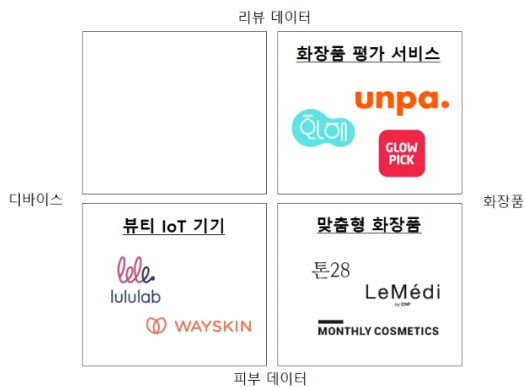 리뷰 데이터
화장품 평가 서비스
unpa.
화해
GLOW
PICK
디바이스
화장품
뷰티 IoT 기기
맞춤형 화장품
lululab
톤28
LeMédi
by CNP
WAYSKIN
MONTHLY COSMETICS
피부 데이터